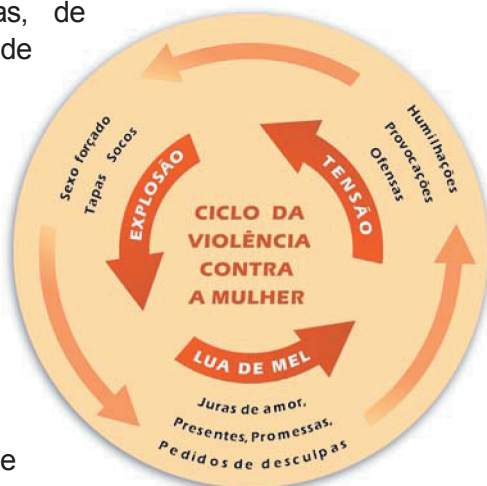 as, de
de
Sexo forçado
Tapas Socos
EXPLOSÃO
Humilhações
Provocações
Ofensas
TENSÃO
CICLO DA
VIOLÊNCIA
CONTRA
A MULHER
LUA DE MEL
Juras de amor,
Presentes, Promessas,
Pedidos de desculpas
e